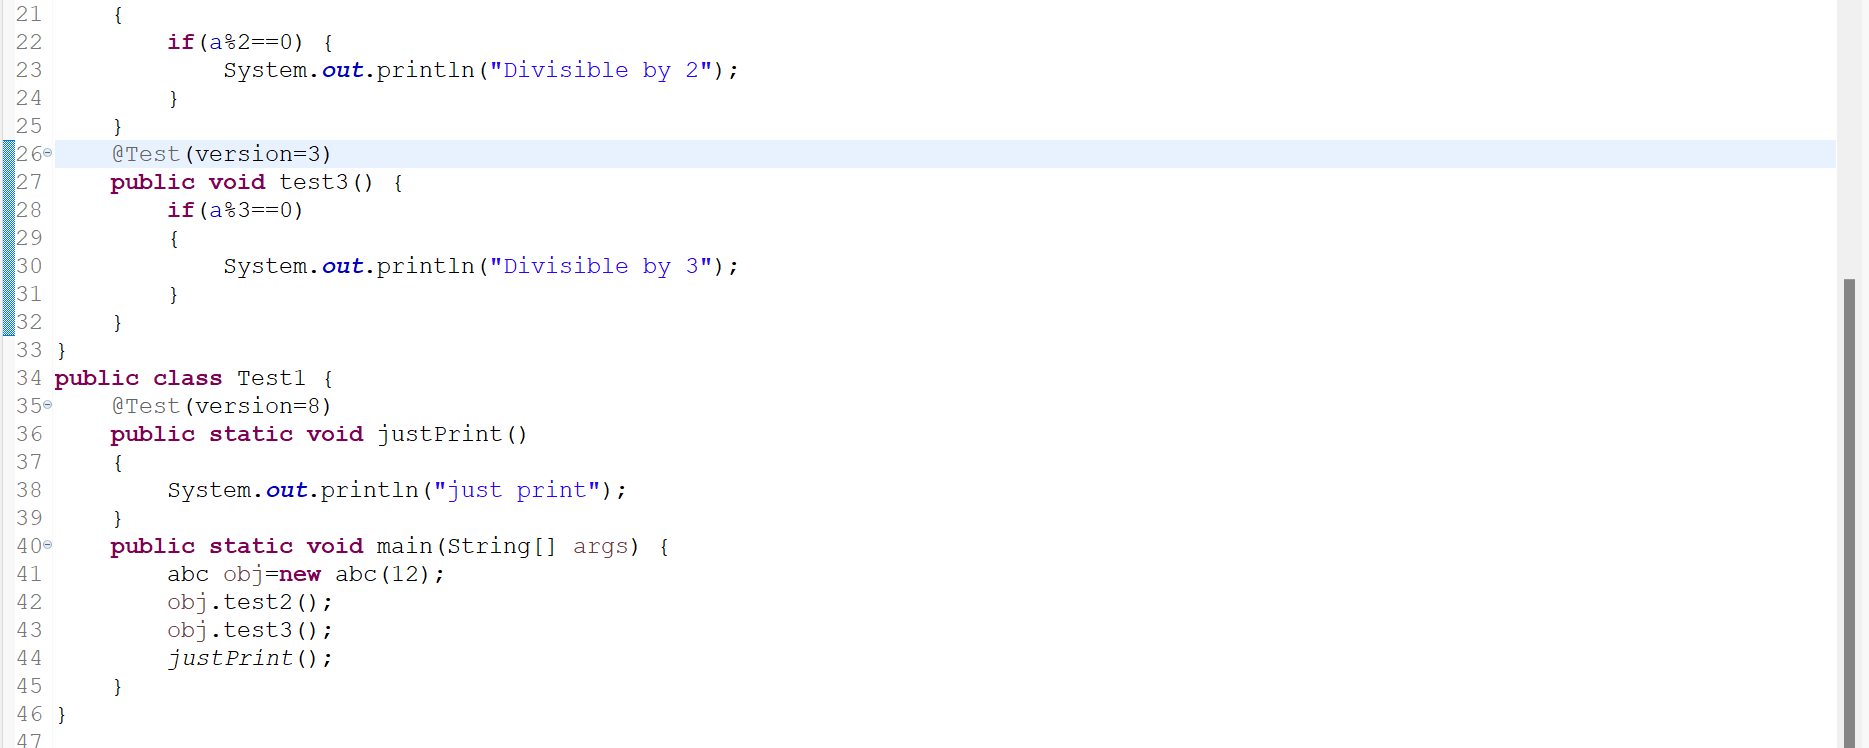 21     {
22         if(a%2==0) {
23             System.out.println("Divisible by 2");
24         }
25     }
26     @Test(version=3)
27     public void test3() {
28         if(a%3==0)
29         {
30             System.out.println("Divisible by 3");
31         }
32     }
33 }
34 public class Test1 {
35     @Test(version=8)
36     public static void justPrint()
37     {
38         System.out.println("just print");
39     }
40     public static void main(String[] args) {
41         abc obj=new abc(12);
42         obj.test2();
43         obj.test3();
44         justPrint();
45     }
46 }
47